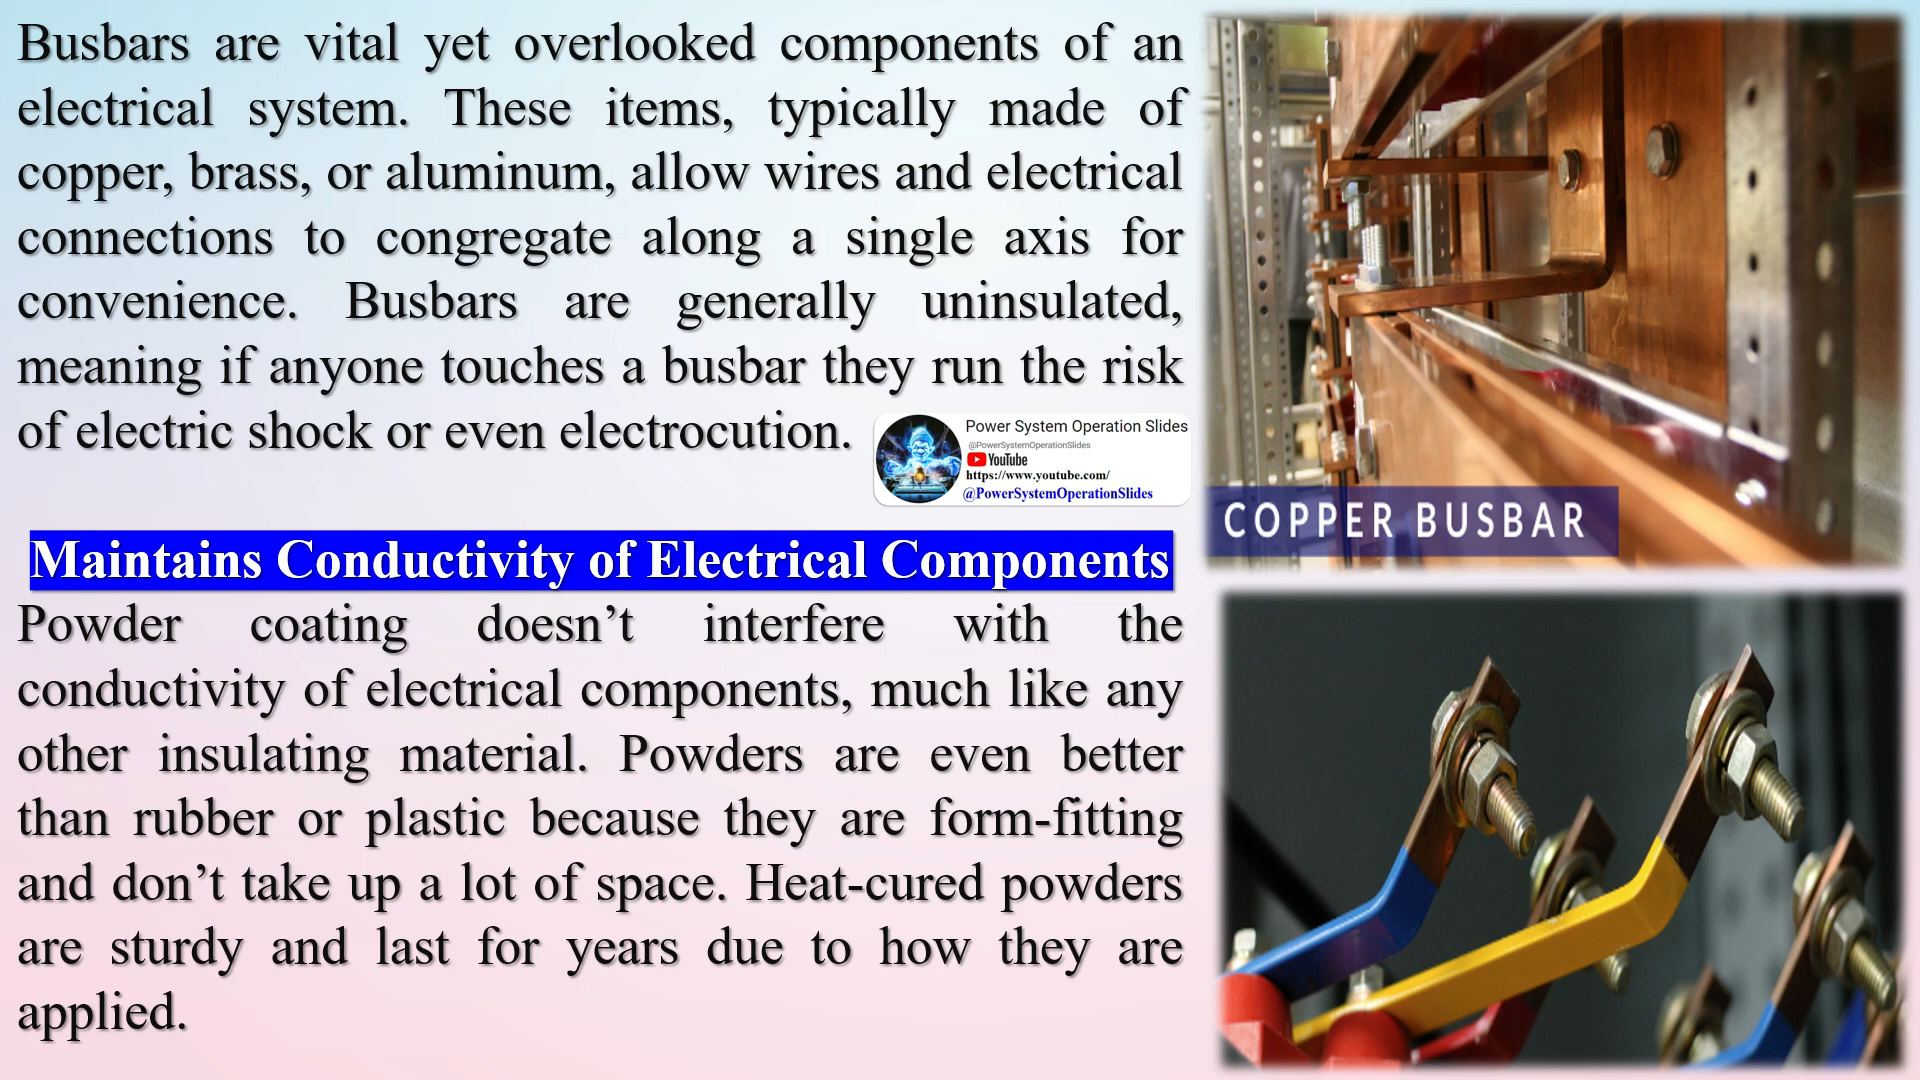 Busbars are vital yet overlooked components of an
electrical system. These items, typically made of
copper, brass, or aluminum, allow wires and electrical
connections to congregate along a single axis for
convenience. Busbars are generally uninsulated,
meaning if anyone touches a busbar they run the risk
of electric shock or even electrocution.
Power System Operation Slides
@PowerSystemOperationSlides
YouTube
https://www.youtube.com/
@PowerSystemOperationSlides
Maintains Conductivity of Electrical Components
Powder coating doesn’t interfere with the
conductivity of electrical components, much like any
other insulating material. Powders are even better
than rubber or plastic because they are form-fitting
and don’t take up a lot of space. Heat-cured powders
are sturdy and last for years due to how they are
applied.
COPPER BUSBAR